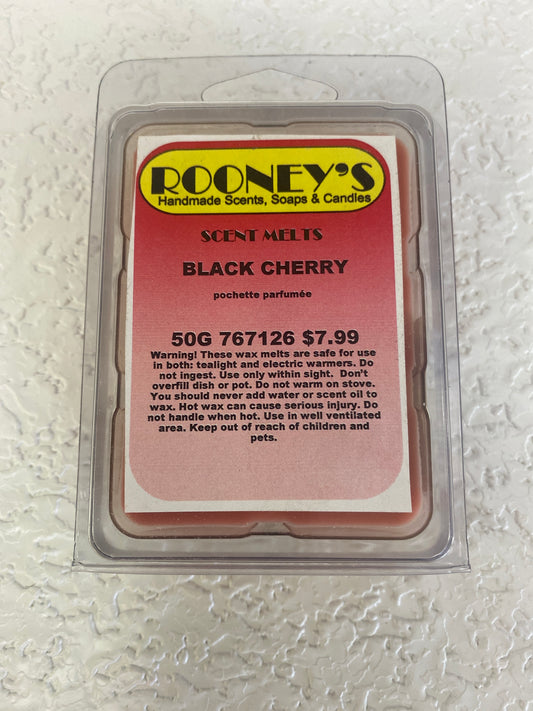 ROONEY'S
Handmade Scents, Soaps & Candies
SCENT MELTS
BLACK CHERRY
pochette parfumée
50G 767126 $7.99
Warning! These wax melts are safe for use
in both: tealight and electric warmers. Do
not ingest. Use only within sight. Don't
overfill dish or pot. Do not warm on stove.
You should never add water or scent oil to
wax. Hot wax can cause serious injury. Do
not handle when hot. Use in well ventilated
area. Keep out of reach of children and
pets.